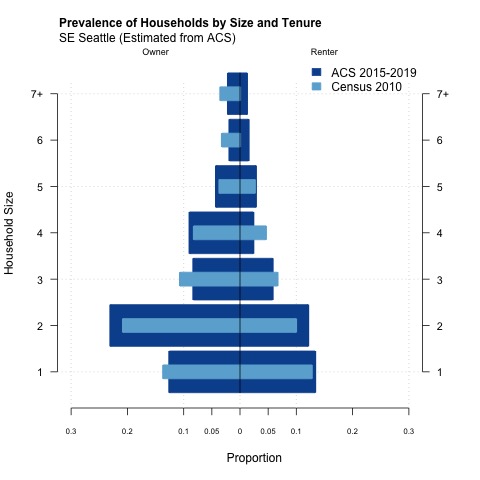 Prevalence of Households by Size and Tenure
SE Seattle (Estimated from ACS)
Owner Renter
ACS 2015-2019
Census 2010
7+ 7+
6 6
5 5
4 4
3 3
2 2
1 1
Household Size
0.3 0.2 0.1 0.05 0 0.05 0.1 0.2 0.3
Proportion